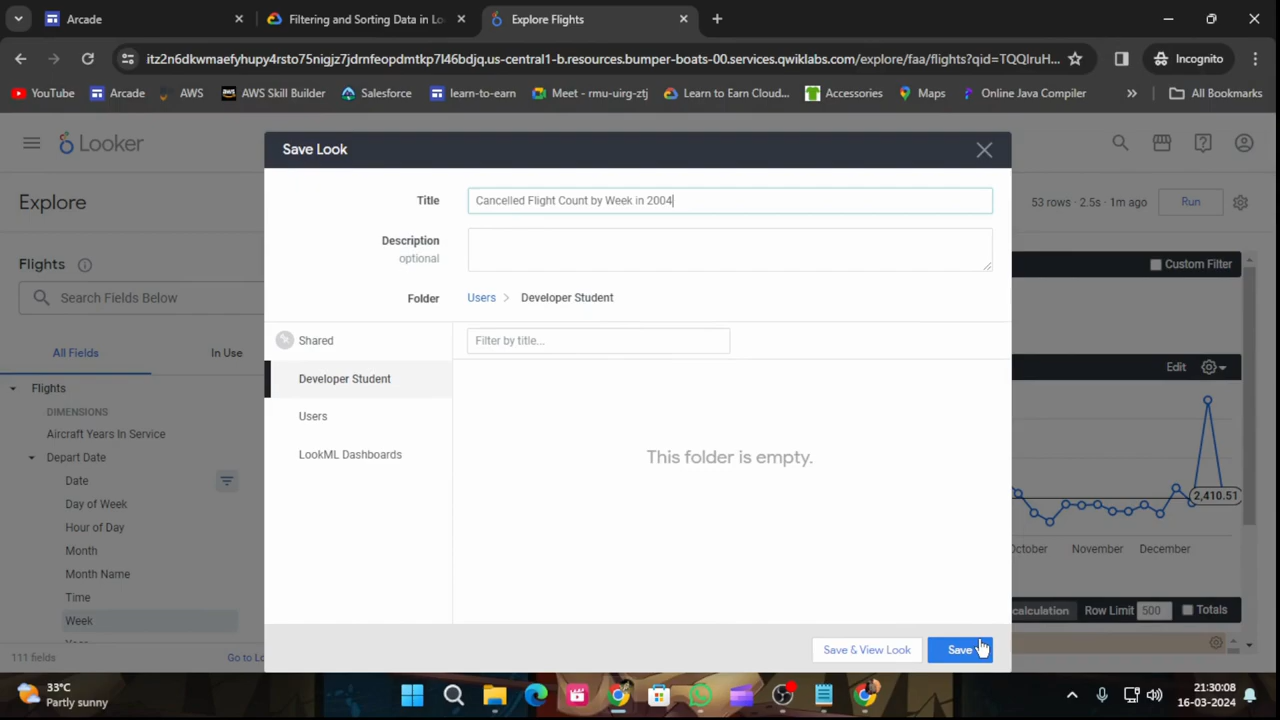 Arcade
Filtering and Sorting Data in Lo
Explore Flights
itz2n6dkwmaefyhupy4rsto75nigjz7jdrnfeopdmtkp7l46bdjq.us-central1-b.resources.bumper-boats-00.services.qwiklabs.com/explore/faa/flights?qid=TQQIruH...
Incognito
YouTube
Arcade
AWS
AWS Skill Builder
Salesforce
learn-to-earn
Meet - rmu-uirg-ztj
Learn to Earn Cloud...
Accessories
Maps
Online Java Compiler
All Bookmarks
Looker
Explore
53 rows · 2.5s · 1m ago
Run
Flights
Search Fields Below
All Fields
In Use
Flights
DIMENSIONS
Aircraft Years In Service
Depart Date
Date
Day of Week
Hour of Day
Month
Month Name
Time
Week
111 fields
Go to Lo
Save Look
Title
Cancelled Flight Count by Week in 2004
Description
optional
Folder
Users
Developer Student
Shared
Filter by title...
Developer Student
Users
LookML Dashboards
This folder is empty.
Save & View Look
Save
Custom Filter
Edit
2,410.51
October
November
December
calculation
Row Limit
500
Totals
33°C
Partly sunny
21:30:08
16-03-2024